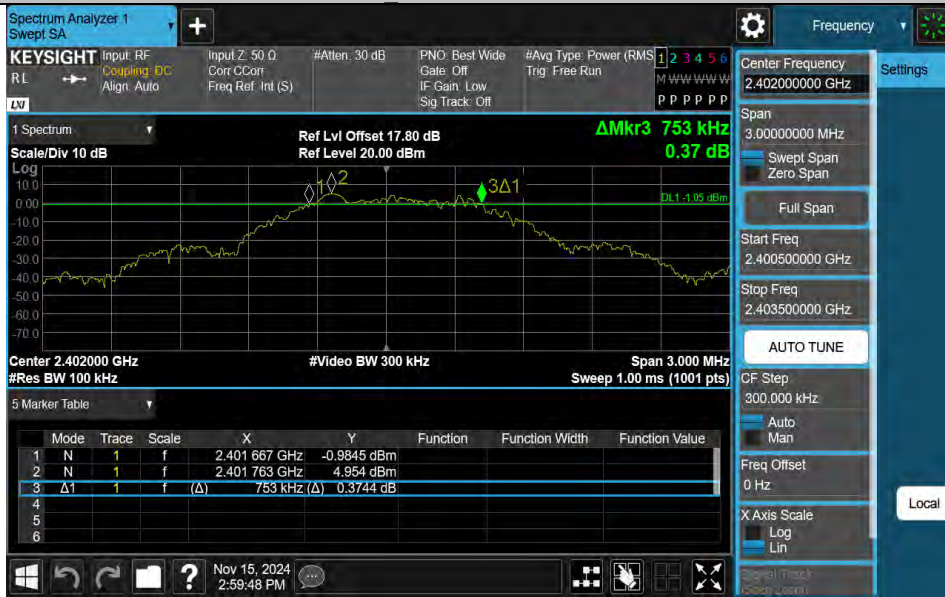 Spectrum Analyzer 1
Swept SA
+
Frequency
KEYSIGHT
RL
LXI
Input: RF
Coupling: DC
Align: Auto
Input Z: 50 Ω
Corr CCorr
Freq Ref: Int (S)
#Atten: 30 dB
PNO: Best Wide
Gate: Off
IF Gain: Low
Sig Track: Off
#Avg Type: Power (RMS
Trig: Free Run
1 2 3 4 5 6
M W W W W W
P P P P P P
Settings
Center Frequency
2.402000000 GHz
Span
3.00000000 MHz
Swept Span
Zero Span
Full Span
Start Freq
2.400500000 GHz
Stop Freq
2.403500000 GHz
AUTO TUNE
CF Step
300.000 kHz
Auto
Man
Freq Offset
0 Hz
X Axis Scale
Log
Lin
Signal Track
(Span Zoom)
Local
1 Spectrum
Scale/Div 10 dB
Ref Lvl Offset 17.80 dB
Ref Level 20.00 dBm
ΔMkr3 753 kHz
0.37 dB
Log
10.0
0.00
-10.0
-20.0
-30.0
-40.0
-50.0
-60.0
-70.0
1
2
3Δ1
DL1 -1.05 dBm
Center 2.402000 GHz
#Video BW 300 kHz
Span 3.000 MHz
#Res BW 100 kHz
Sweep 1.00 ms (1001 pts)
5 Marker Table
Mode Trace Scale X Y Function Function Width Function Value
1 N 1 f 2.401 667 GHz -0.9845 dBm
2 N 1 f 2.401 763 GHz 4.954 dBm
3 Δ1 1 f (Δ) 753 kHz (Δ) 0.3744 dB
4
5
6
?
Nov 15, 2024
2:59:48 PM